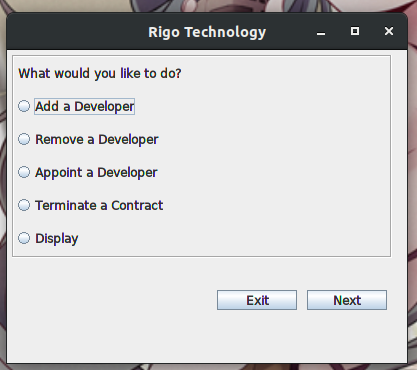 Rigo Technology
What would you like to do?
Add a Developer
Remove a Developer
Appoint a Developer
Terminate a Contract
Display
Exit Next